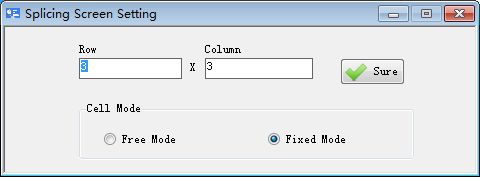 Splicing Screen Setting
Row Column
3 X 3 Sure
Cell Mode
Free Mode Fixed Mode